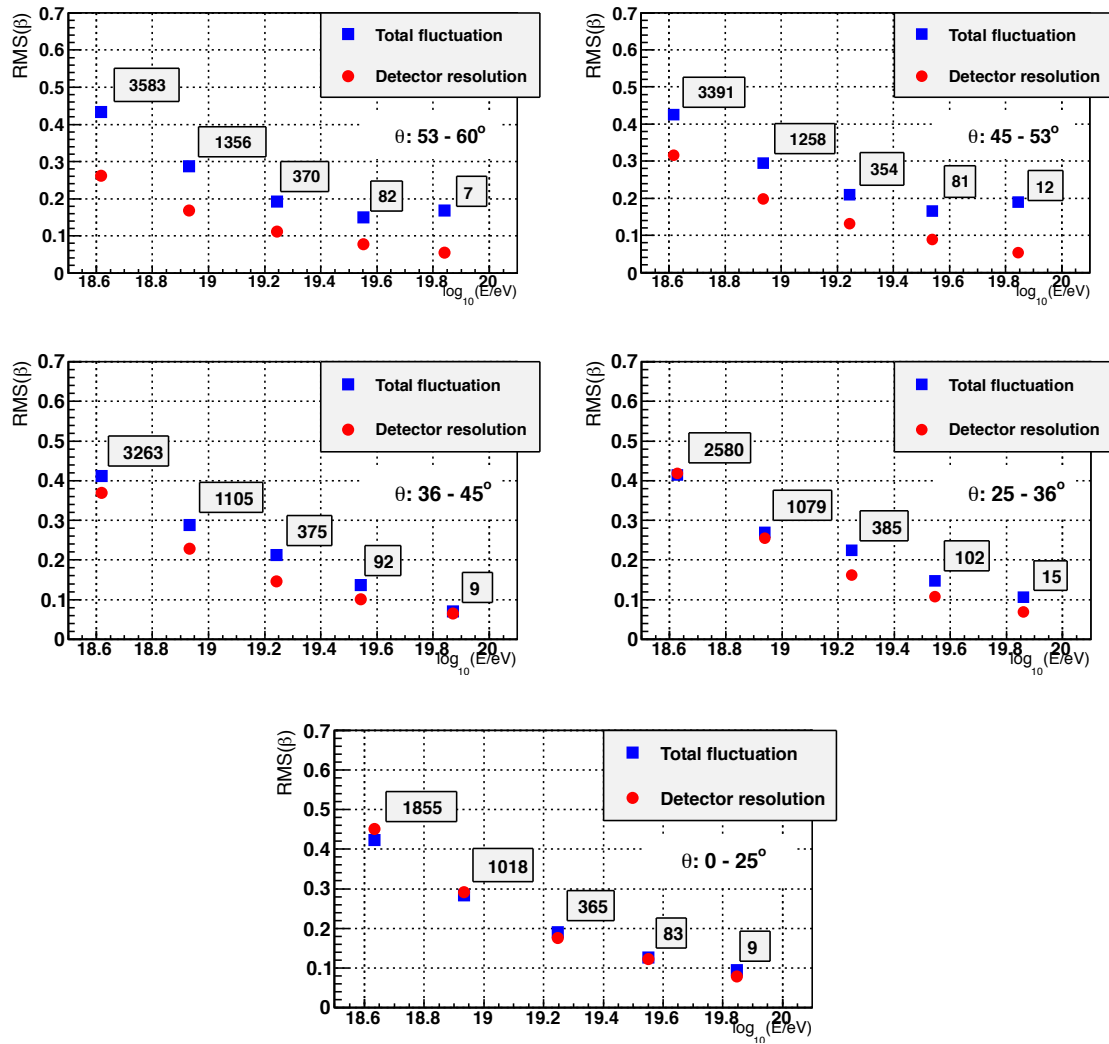 RMS(β)
0.7
0.6
0.5
0.4
0.3
0.2
0.1
0
Total fluctuation
Detector resolution
3583
1356
370
82
7
θ: 53 - 60°
18.6 18.8 19 19.2 19.4 19.6 19.8 20
log10(E/eV)
RMS(β)
0.7
0.6
0.5
0.4
0.3
0.2
0.1
0
Total fluctuation
Detector resolution
3391
1258
354
81
12
θ: 45 - 53°
18.6 18.8 19 19.2 19.4 19.6 19.8 20
log10(E/eV)
RMS(β)
0.7
0.6
0.5
0.4
0.3
0.2
0.1
0
Total fluctuation
Detector resolution
3263
1105
375
92
9
θ: 36 - 45°
18.6 18.8 19 19.2 19.4 19.6 19.8 20
log10(E/eV)
RMS(β)
0.7
0.6
0.5
0.4
0.3
0.2
0.1
0
Total fluctuation
Detector resolution
2580
1079
385
102
15
θ: 25 - 36°
18.6 18.8 19 19.2 19.4 19.6 19.8 20
log10(E/eV)
RMS(β)
0.7
0.6
0.5
0.4
0.3
0.2
0.1
0
Total fluctuation
Detector resolution
1855
1018
365
83
9
θ: 0 - 25°
18.6 18.8 19 19.2 19.4 19.6 19.8 20
log10(E/eV)